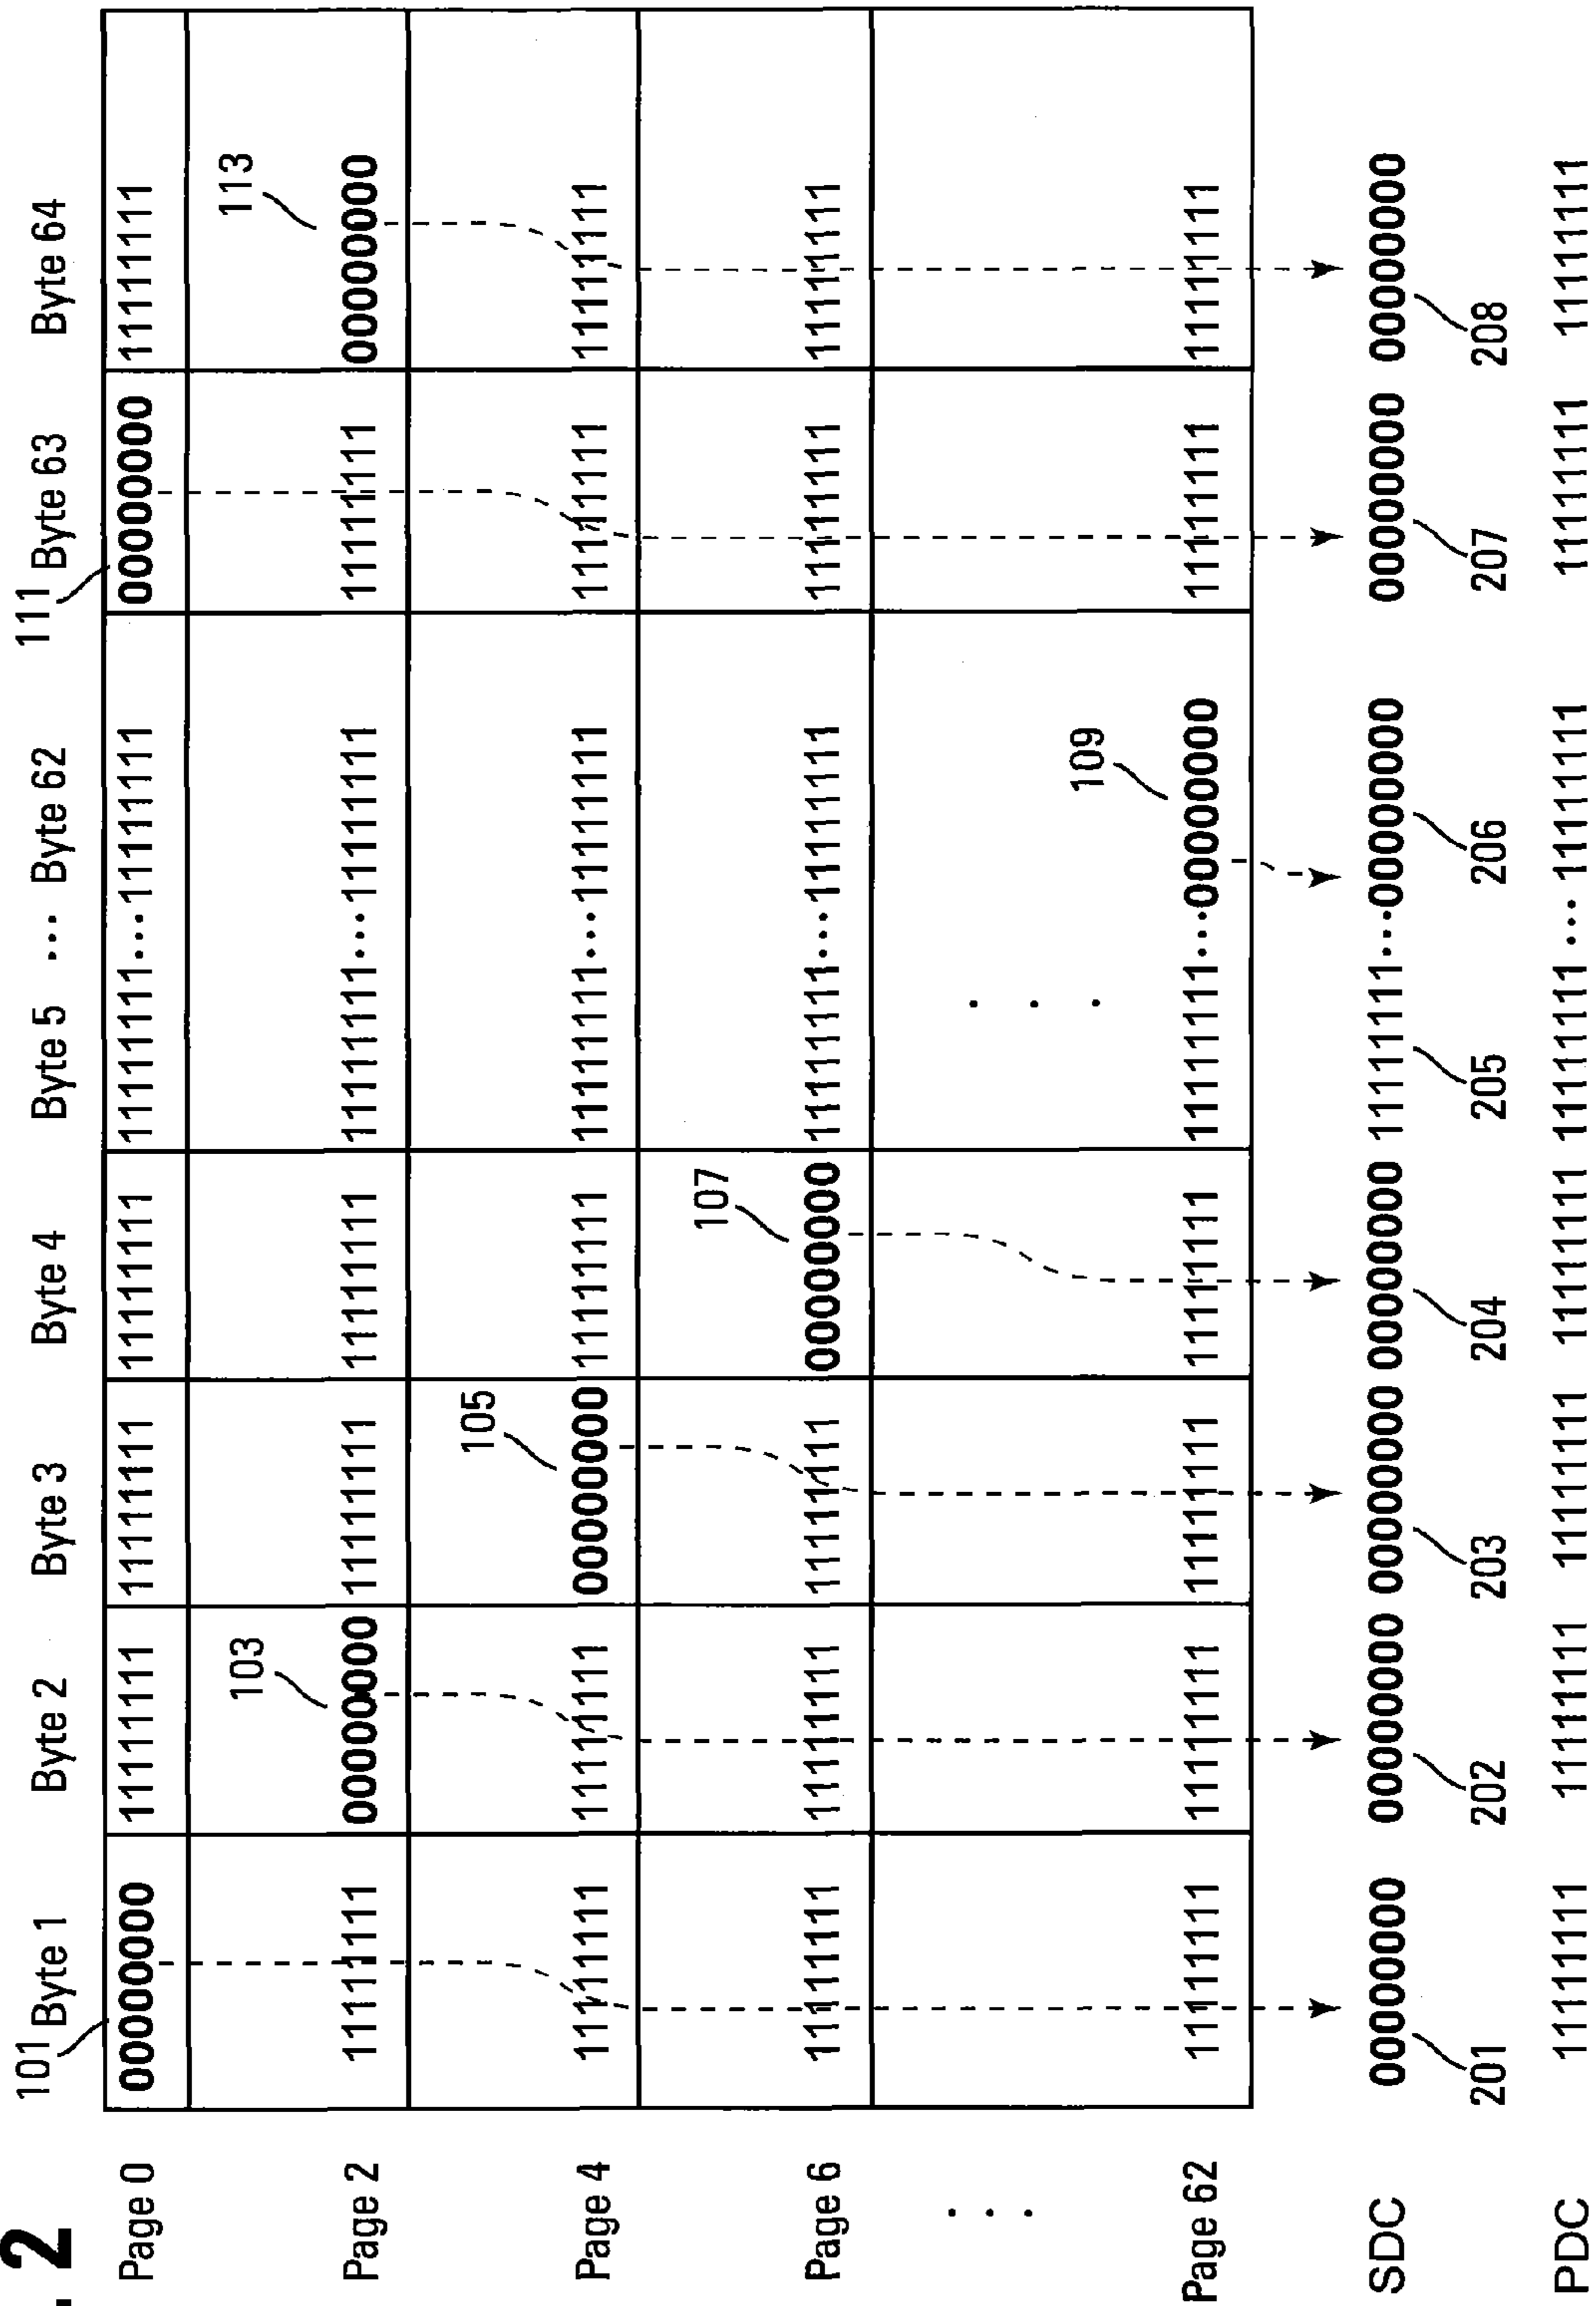 . 2
101 111
Byte 1 Byte 2 Byte 3 Byte 4 Byte 5 ... Byte 62 Byte 63 Byte 64
Page 0 00000000 11111111 11111111 11111111 11111111...11111111 00000000 11111111
103 113
Page 2 11111111 00000000 11111111 11111111 11111111...11111111 11111111 00000000
105
Page 4 11111111 11111111 00000000 11111111 11111111...11111111 11111111 11111111
107
Page 6 11111111 11111111 11111111 00000000 11111111...11111111 11111111 11111111
. . . . . .
109
Page 62 11111111 11111111 11111111 11111111 11111111...00000000 11111111 11111111
SDC 00000000 00000000 00000000 00000000 11111111...00000000 00000000 00000000
201 202 203 204 205 206 207 208
PDC 11111111 11111111 11111111 11111111 11111111 ... 11111111 11111111 11111111